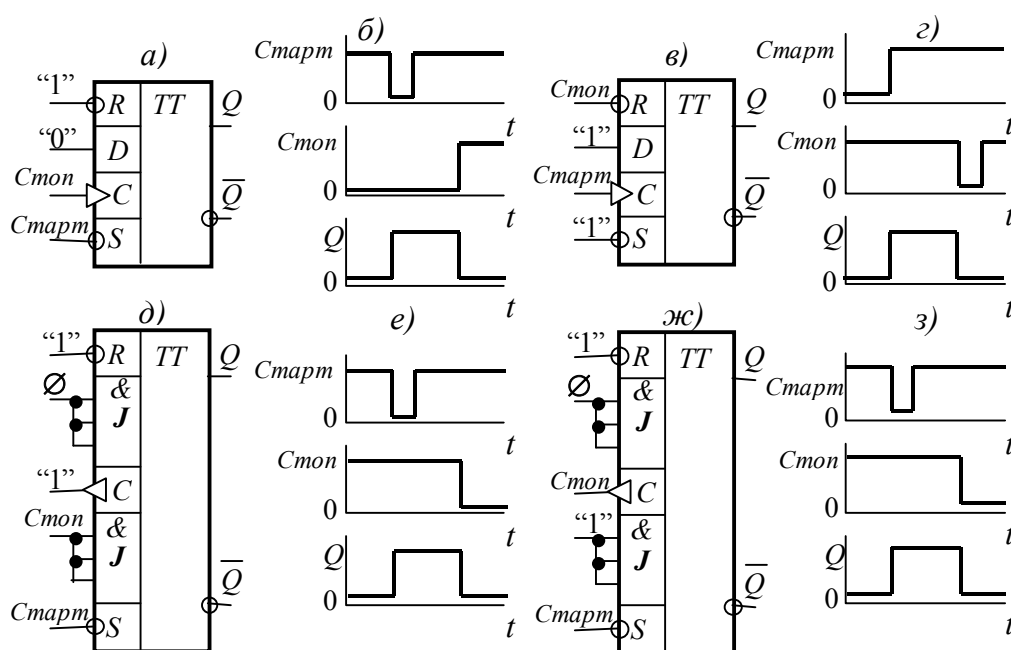 а)
“1”
R
TT
Q
“0”
D
Стоп
C
Q
Старт
S
б)
Старт
0
t
Стоп
0
t
Q
0
t
в)
Стоп
R
TT
Q
“1”
D
Старт
C
Q
“1”
S
г)
Старт
0
t
Стоп
0
t
Q
0
t
д)
“1”
R
TT
Q
∅
&
J
“1”
C
Стоп
&
J
Q
Старт
S
е)
Старт
0
t
Стоп
0
t
Q
0
t
ж)
“1”
R
TT
Q
∅
&
J
Стоп
C
“1”
&
J
Q
Старт
S
з)
Старт
0
t
Стоп
0
t
Q
0
t